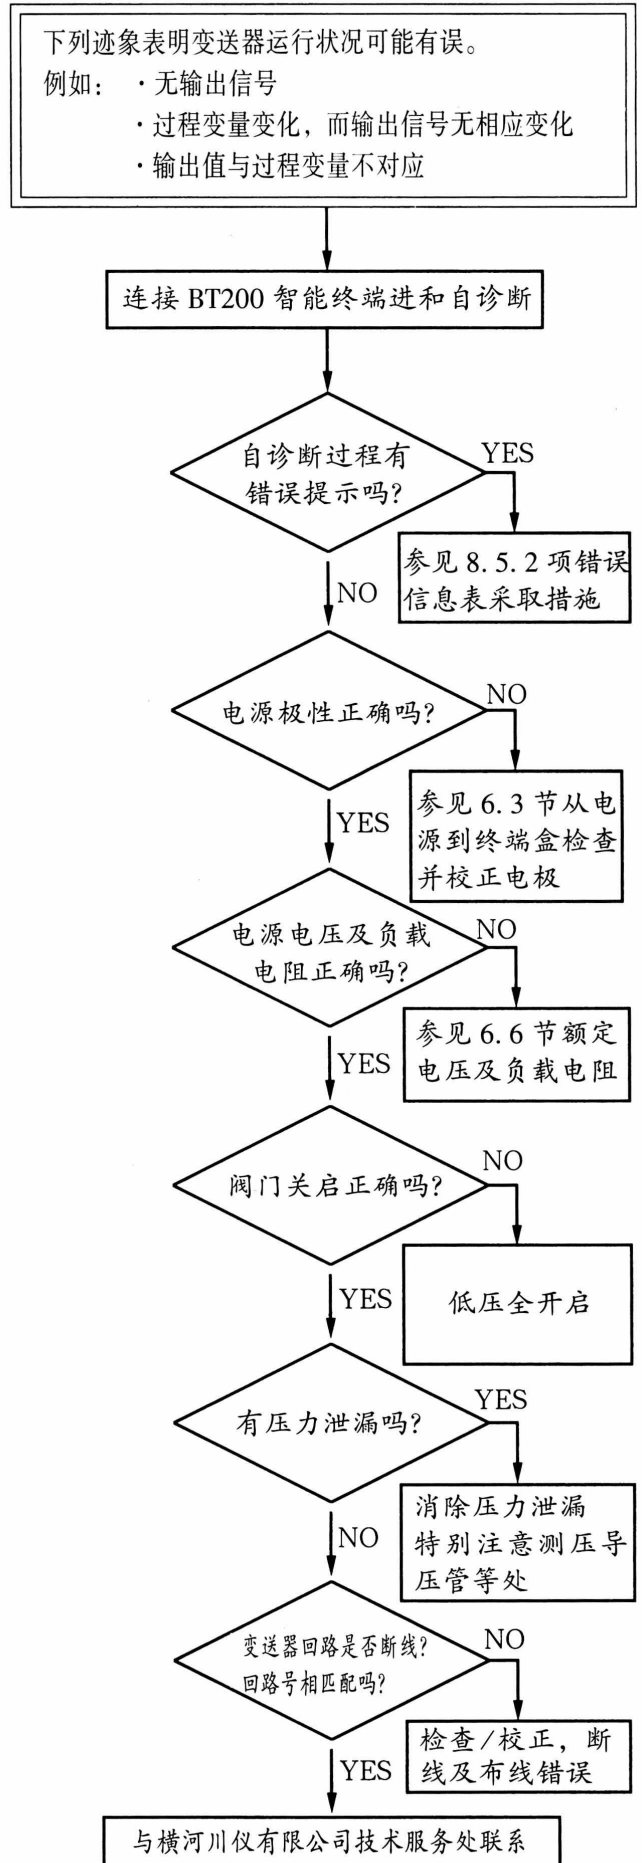 下列迹象表明变送器运行状况可能有误。
例如： ·无输出信号
·过程变量变化，而输出信号无相应变化
·输出值与过程变量不对应
连接 BT200 智能终端进和自诊断
自诊断过程有
错误提示吗？
YES
参见 8.5.2 项错误
信息表采取措施
NO
电源极性正确吗？
NO
参见 6.3 节从电
源到终端盒检查
并校正电极
YES
电源电压及负载
电阻正确吗？
NO
参见 6.6 节额定
电压及负载电阻
YES
阀门关启正确吗？
NO
低压全开启
YES
有压力泄漏吗？
YES
消除压力泄漏
特别注意测压导
压管等处
NO
变送器回路是否断线？
回路号相匹配吗？
NO
检查/校正，断
线及布线错误
YES
与横河川仪有限公司技术服务处联系